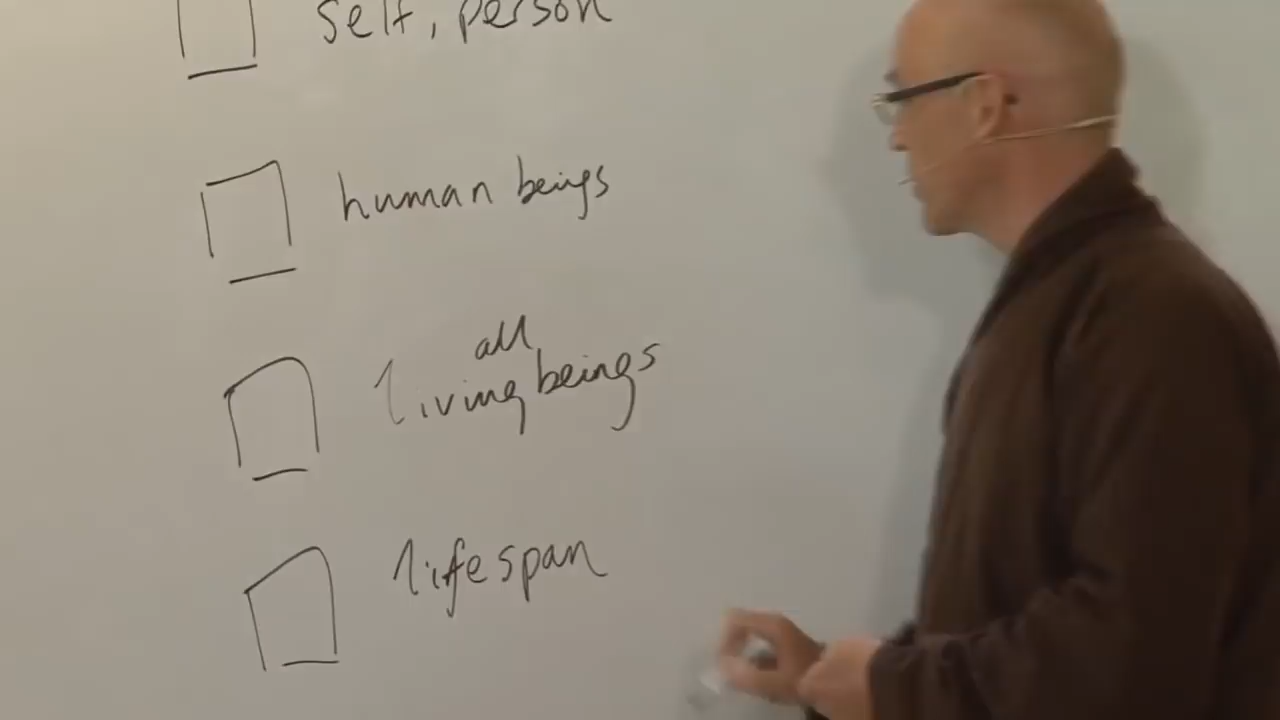 self, person
human beings
all
living beings
lifespan